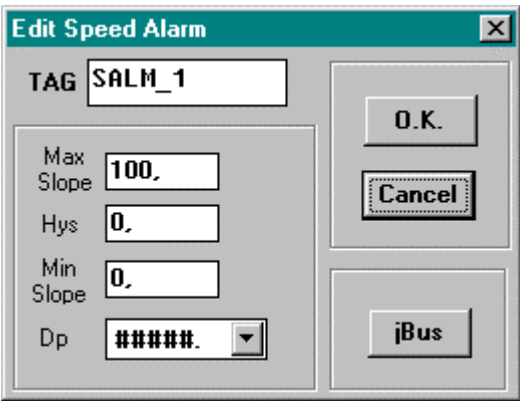 Edit Speed Alarm
TAG SALM_1
Max
Slope 100,
Hys 0,
Min
Slope 0,
Dp #####.
O.K.
Cancel
jBus